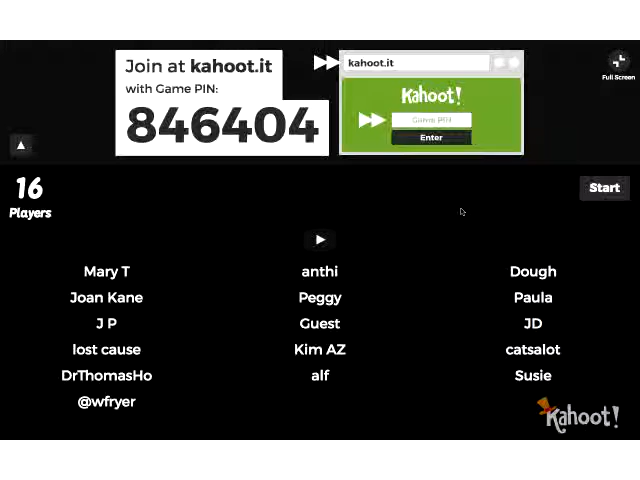 Join at kahoot.it
with Game PIN:
846404
kahoot.it
Kahoot!
Game PIN
Enter
Full Screen
16
Players
Start
Mary T anthi Dough
Joan Kane Peggy Paula
J P Guest JD
lost cause Kim AZ catsalot
DrThomasHo alf Susie
@wfryer
Kahoot!